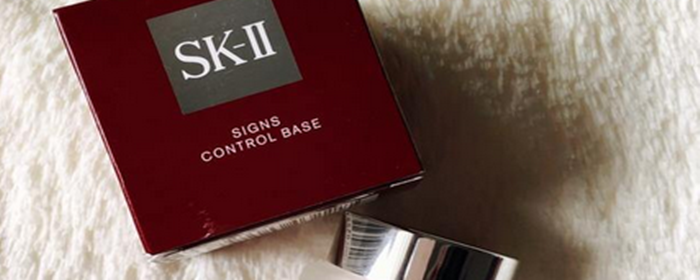 SK-II
SIGNS
CONTROL BASE